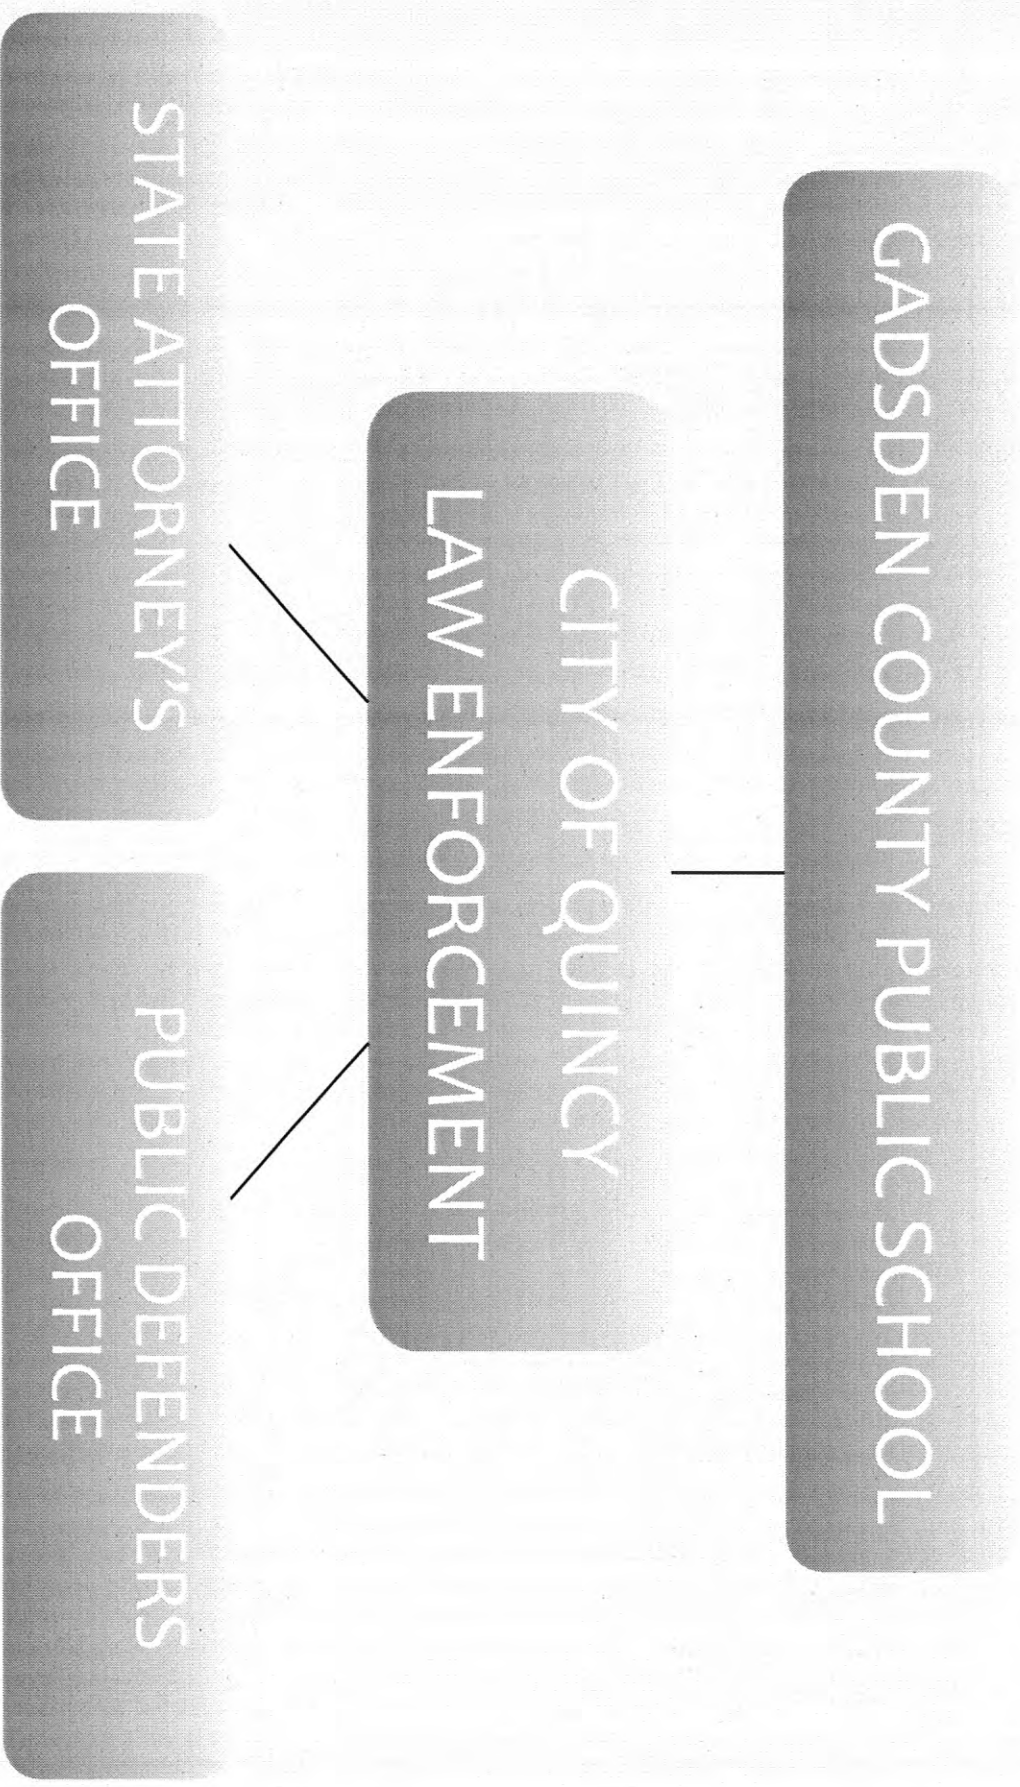 GADSDEN COUNTY PUBLIC SCHOOL
CITY OF QUINCY
LAW ENFORCEMENT
STATE ATTORNEY'S
OFFICE
PUBLIC DEFENDERS
OFFICE